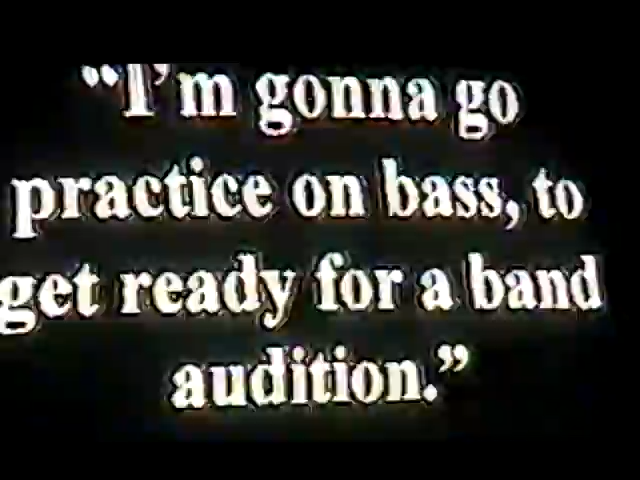 “I’m gonna go
practice on bass, to
get ready for a band
audition.”